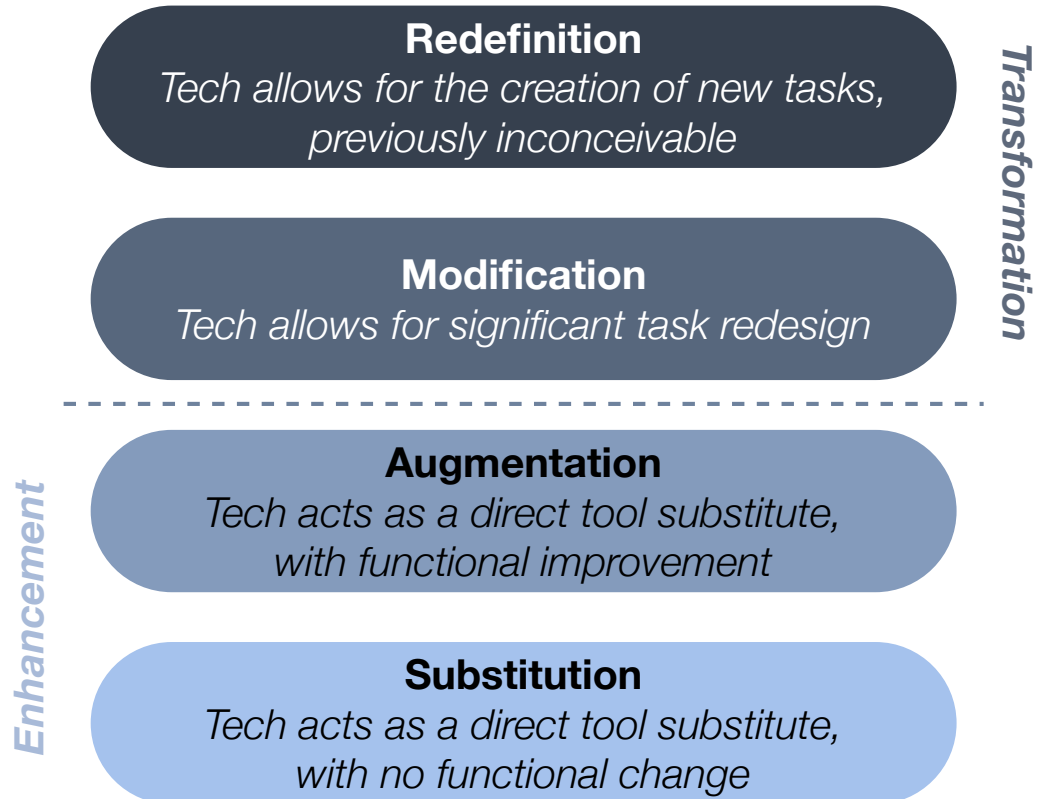 Redefinition
Tech allows for the creation of new tasks,
previously inconceivable
Transformation
Modification
Tech allows for significant task redesign
Augmentation
Tech acts as a direct tool substitute,
with functional improvement
Enhancement
Substitution
Tech acts as a direct tool substitute,
with no functional change